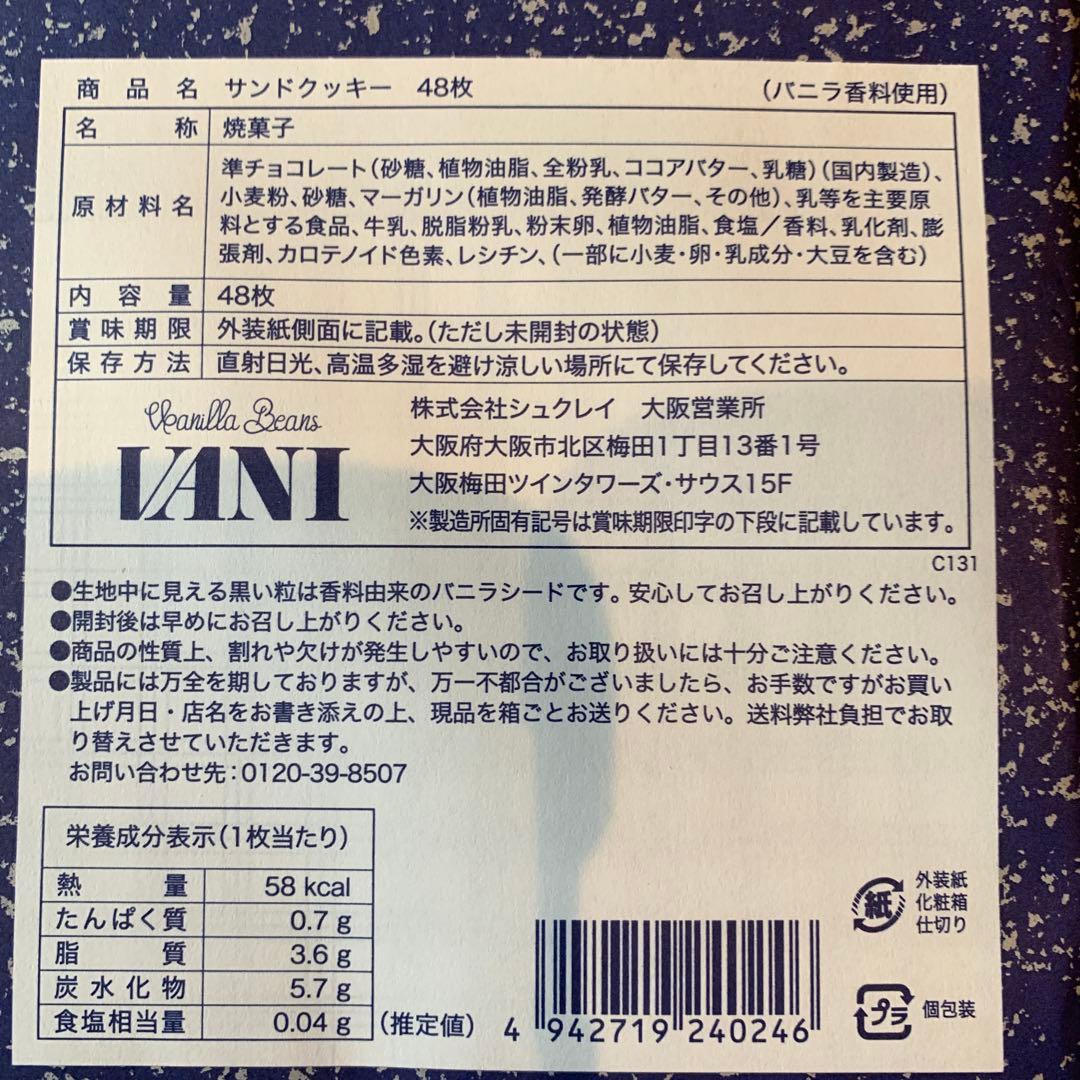 商品名 サンドクッキー 48枚 （バニラ香料使用）
名称 焼菓子
原材料名 準チョコレート（砂糖、植物油脂、全粉乳、ココアバター、乳糖）（国内製造）、
小麦粉、砂糖、マーガリン（植物油脂、発酵バター、その他）、乳等を主要原
料とする食品、牛乳、脱脂粉乳、粉末卵、植物油脂、食塩／香料、乳化剤、膨
張剤、カロテノイド色素、レシチン、（一部に小麦・卵・乳成分・大豆を含む）
内容量 48枚
賞味期限 外装紙側面に記載。（ただし未開封の状態）
保存方法 直射日光、高温多湿を避け涼しい場所にて保存してください。
Vanilla Beans
VANI
株式会社シュクレイ 大阪営業所
大阪府大阪市北区梅田1丁目13番1号
大阪梅田ツインタワーズ・サウス15F
※製造所固有記号は賞味期限印字の下段に記載しています。
C131
●生地中に見える黒い粒は香料由来のバニラシードです。安心してお召し上がりください。
●開封後は早めにお召し上がりください。
●商品の性質上、割れや欠けが発生しやすいので、お取り扱いには十分ご注意ください。
●製品には万全を期しておりますが、万一不都合がございましたら、お手数ですがお買い
上げ月日・店名をお書き添えの上、現品を箱ごとお送りください。送料弊社負担でお取
り替えさせていただきます。
お問い合わせ先：0120-39-8507
栄養成分表示（1枚当たり）
熱量 58 kcal
たんぱく質 0.7 g
脂質 3.6 g
炭水化物 5.7 g
食塩相当量 0.04 g （推定値）
4 942719 240246
紙 外装紙
化粧箱
仕切り
プラ 個包装